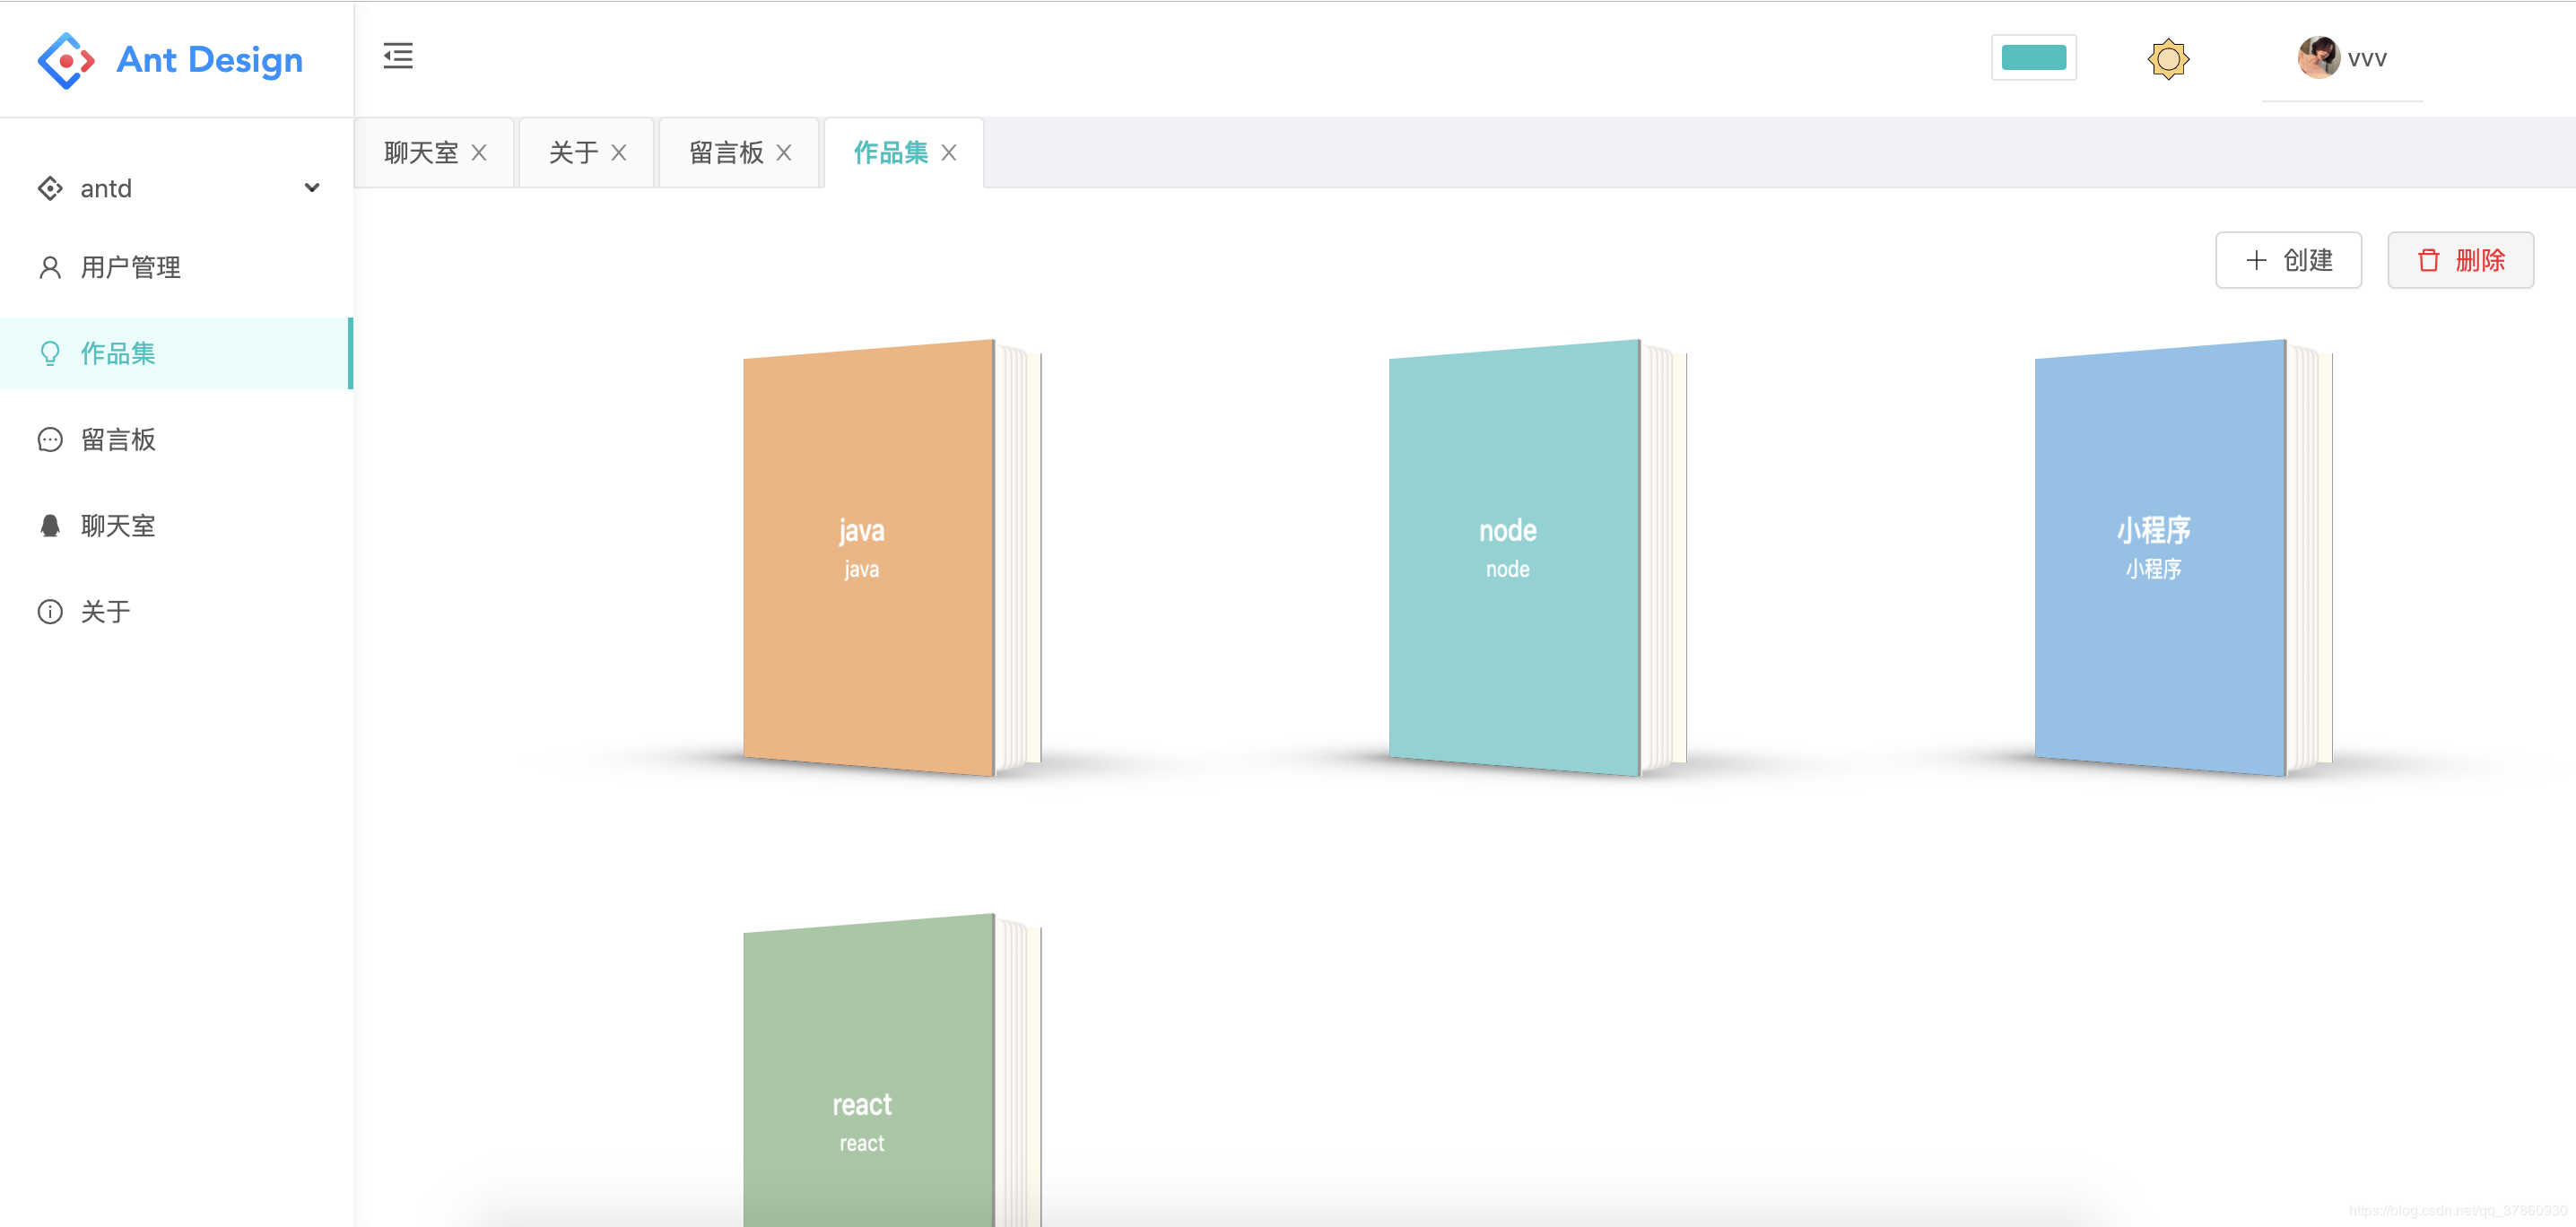 Ant Design
vvv
聊天室
关于
留言板
作品集
antd
用户管理
作品集
留言板
聊天室
关于
创建
删除
java
java
node
node
小程序
小程序
react
react
https://blog.csdn.net/qq_37860930